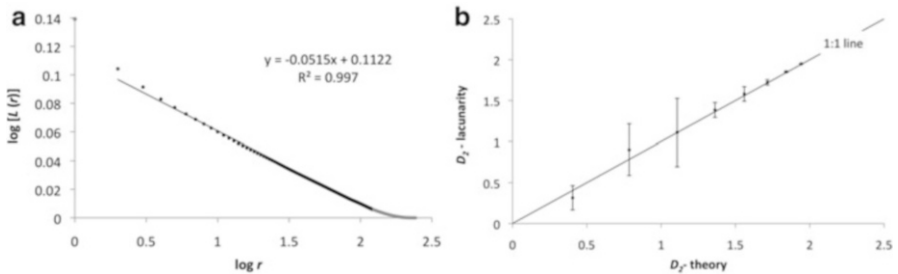 a
0.14
0.12
0.1
0.08
0.06
0.04
0.02
0
log [L (r)]
y = -0.0515x + 0.1122
R² = 0.997
0 0.5 1 1.5 2 2.5
log r
b
2.5
2
1.5
1
0.5
0
D₂ - lacunarity
1:1 line
0 0.5 1 1.5 2 2.5
D₂- theory